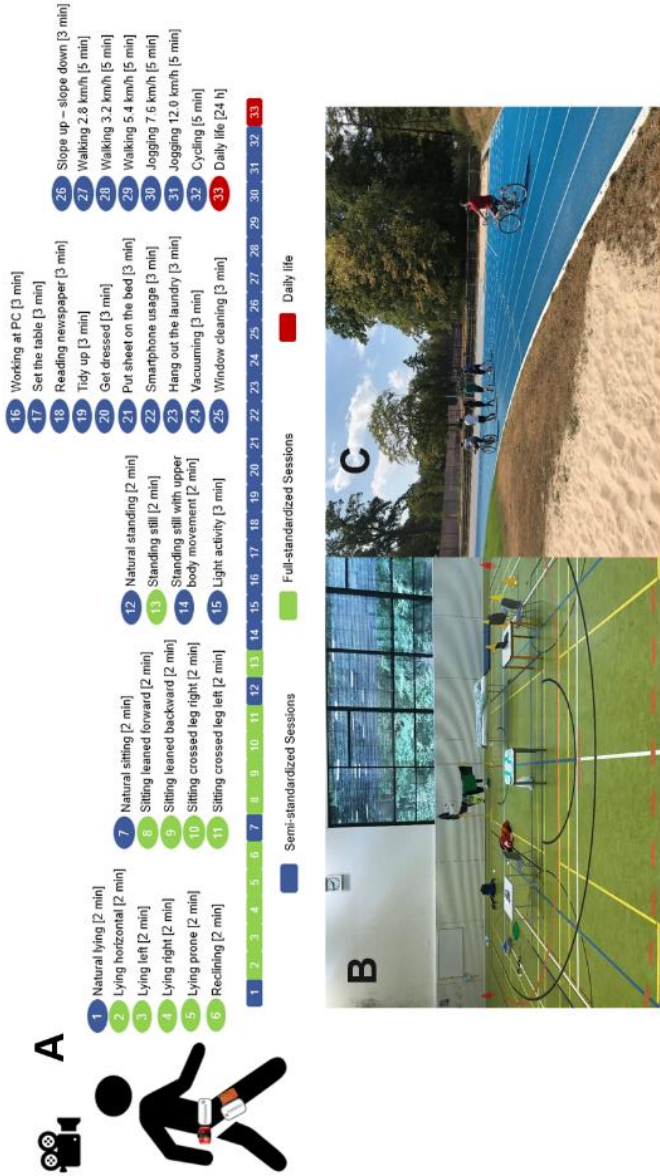 A
1 Natural lying [2 min]
2 Lying horizontal [2 min]
3 Lying left [2 min]
4 Lying right [2 min]
5 Lying prone [2 min]
6 Reclining [2 min]
7 Natural sitting [2 min]
8 Sitting leaned forward [2 min]
9 Sitting leaned backward [2 min]
10 Sitting crossed leg right [2 min]
11 Sitting crossed leg left [2 min]
12 Natural standing [2 min]
13 Standing still [2 min]
14 Standing still with upper
body movement [2 min]
15 Light activity [3 min]
16 Working at PC [3 min]
17 Set the table [3 min]
18 Reading newspaper [3 min]
19 Tidy up [3 min]
20 Get dressed [3 min]
21 Put sheet on the bed [3 min]
22 Smartphone usage [3 min]
23 Hang out the laundry [3 min]
24 Vacuuming [3 min]
25 Window cleaning [3 min]
26 Slope up – slope down [3 min]
27 Walking 2.8 km/h [5 min]
28 Walking 3.2 km/h [5 min]
29 Walking 5.4 km/h [5 min]
30 Jogging 7.6 km/h [5 min]
31 Jogging 12.0 km/h [5 min]
32 Cycling [5 min]
33 Daily life [24 h]
1 2 3 4 5 6 7 8 9 10 11 12 13 14 15 16 17 18 19 20 21 22 23 24 25 26 27 28 29 30 31 32 33
Semi-standardized Sessions
Full-standardized Sessions
Daily life
B
C